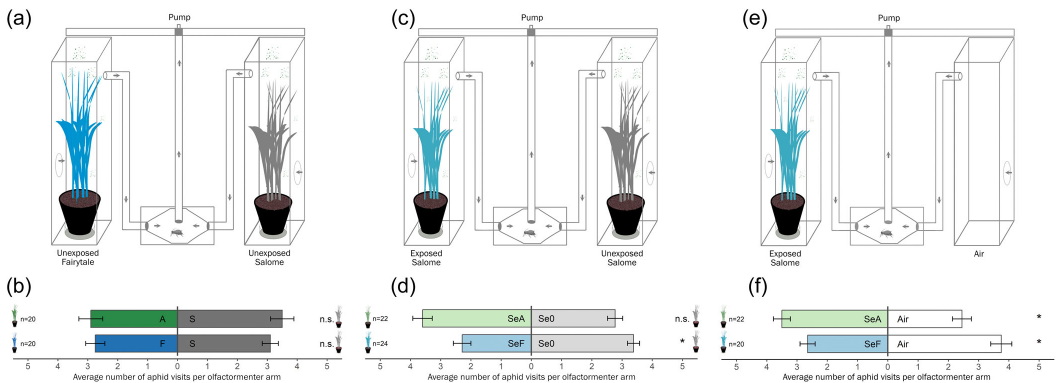 (a)
Pump
Unexposed
Fairytale
Unexposed
Salome
(b)
n=20
A
S
n.s.
n=20
F
S
n.s.
5 4 3 2 1 0 1 2 3 4 5
Average number of aphid visits per olfactormenter arm
(c)
Pump
Exposed
Salome
Unexposed
Salome
(d)
n=22
SeA
Se0
n.s.
n=24
SeF
Se0
*
5 4 3 2 1 0 1 2 3 4 5
Average number of aphid visits per olfactormenter arm
(e)
Pump
Exposed
Salome
Air
(f)
n=22
SeA
Air
*
n=20
SeF
Air
*
5 4 3 2 1 0 1 2 3 4 5
Average number of aphid visits per olfactormenter arm